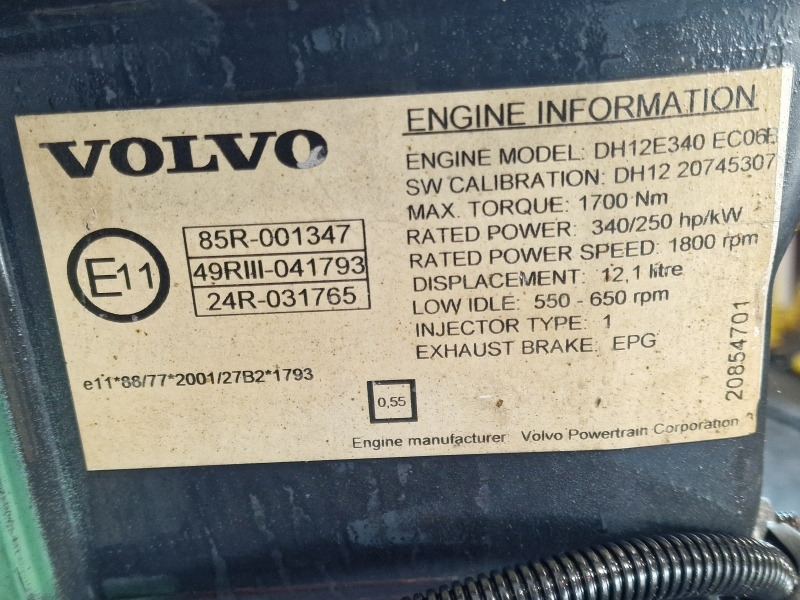 VOLVO
E11
85R-001347
49RIII-041793
24R-031765
e11*88/77*2001/27B2*1793
0,55
ENGINE INFORMATION
ENGINE MODEL: DH12E340 EC06B
SW CALIBRATION: DH12 20745307
MAX. TORQUE: 1700 Nm
RATED POWER: 340/250 hp/kW
RATED POWER SPEED: 1800 rpm
DISPLACEMENT: 12,1 litre
LOW IDLE: 550 - 650 rpm
INJECTOR TYPE: 1
EXHAUST BRAKE: EPG
20854701
Engine manufacturer Volvo Powertrain Corporation